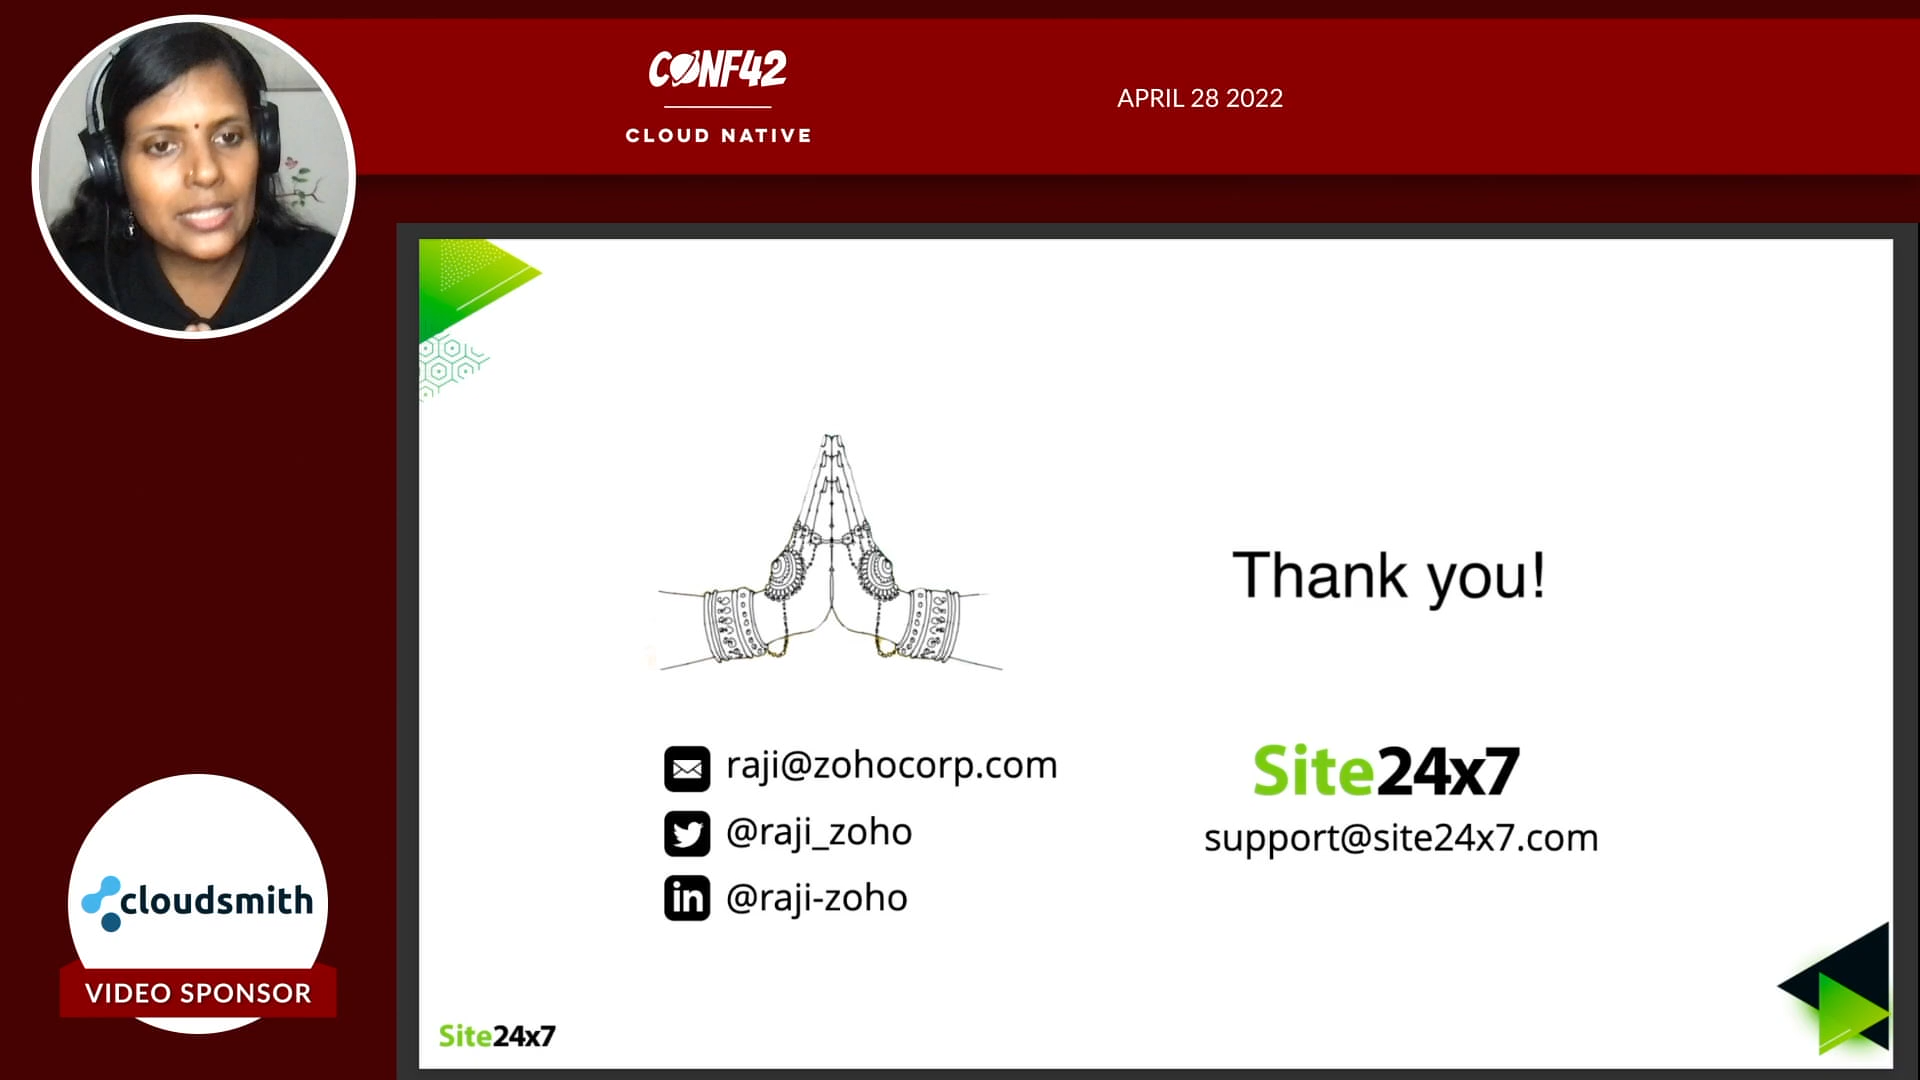 CONF42
CLOUD NATIVE
APRIL 28 2022
Thank you!
raji@zohocorp.com
@raji_zoho
in @raji-zoho
Site24x7
support@site24x7.com
Site24x7
cloudsmith
VIDEO SPONSOR